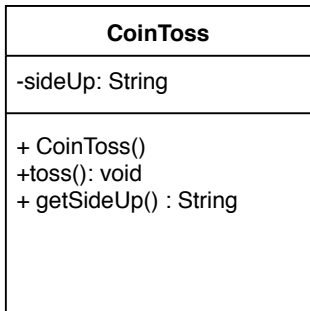 CoinToss
-sideUp: String
+ CoinToss()
+toss(): void
+ getSideUp() : String